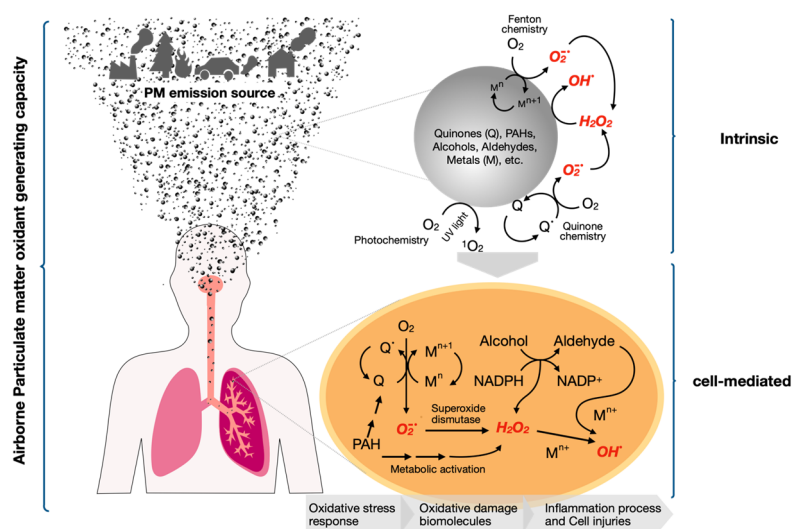 Airborne Particulate matter oxidant generating capacity
PM emission source
Fenton
chemistry
O₂
O₂⁻•
Mⁿ
Mⁿ⁺¹
OH•
H₂O₂
Quinones (Q), PAHs,
Alcohols, Aldehydes,
Metals (M), etc.
O₂⁻•
Q
O₂
Q•
Quinone
chemistry
O₂
UV light
Photochemistry
¹O₂
Intrinsic
O₂
Q•
Mⁿ⁺¹
Q
Mⁿ
Alcohol
Aldehyde
NADPH
NADP⁺
O₂⁻•
Superoxide
dismutase
H₂O₂
Mⁿ⁺
Mⁿ⁺
OH•
PAH
Metabolic activation
cell-mediated
Oxidative stress
response
Oxidative damage
biomolecules
Inflammation process
and Cell injuries